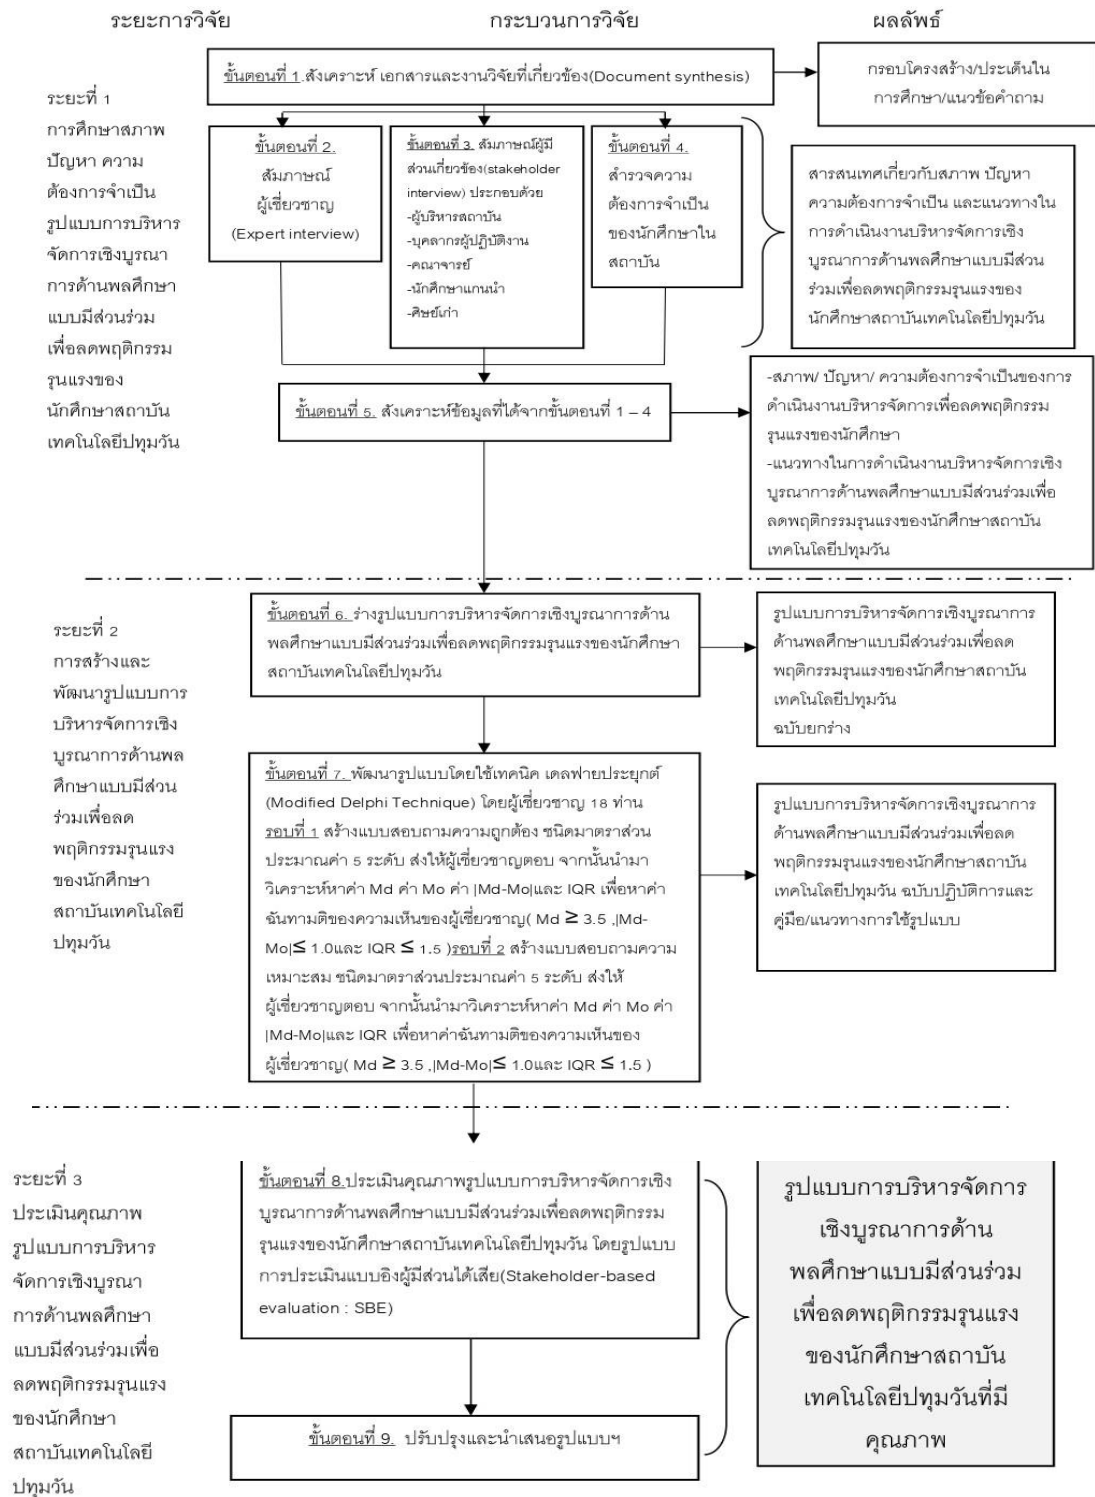 ระยะการวิจัย
กระบวนการวิจัย
ผลลัพธ์
ระยะที่ 1
การศึกษาสภาพ
ปัญหา ความ
ต้องการจำเป็น
รูปแบบการบริหาร
จัดการเชิงบูรณา
การด้านพลศึกษา
แบบมีส่วนร่วม
เพื่อลดพฤติกรรม
รุนแรงของ
นักศึกษาสถาบัน
เทคโนโลยีปทุมวัน
ขั้นตอนที่ 1.สังเคราะห์ เอกสารและงานวิจัยที่เกี่ยวข้อง(Document synthesis)
กรอบโครงสร้าง/ประเด็นใน
การศึกษา/แนวข้อคำถาม
ขั้นตอนที่ 2.
สัมภาษณ์
ผู้เชี่ยวชาญ
(Expert interview)
ขั้นตอนที่ 3. สัมภาษณ์ผู้มี
ส่วนเกี่ยวข้อง(stakeholder
interview) ประกอบด้วย
-ผู้บริหารสถาบัน
-บุคลากรผู้ปฏิบัติงาน
-คณาจารย์
-นักศึกษาแกนนำ
-ศิษย์เก่า
ขั้นตอนที่ 4.
สำรวจความ
ต้องการจำเป็น
ของนักศึกษาใน
สถาบัน
สารสนเทศเกี่ยวกับสภาพ ปัญหา
ความต้องการจำเป็น และแนวทางใน
การดำเนินงานบริหารจัดการเชิง
บูรณาการด้านพลศึกษาแบบมีส่วน
ร่วมเพื่อลดพฤติกรรมรุนแรงของ
นักศึกษาสถาบันเทคโนโลยีปทุมวัน
ขั้นตอนที่ 5. สังเคราะห์ข้อมูลที่ได้จากขั้นตอนที่ 1 – 4
-สภาพ/ ปัญหา/ ความต้องการจำเป็นของการ
ดำเนินงานบริหารจัดการเพื่อลดพฤติกรรม
รุนแรงของนักศึกษา
-แนวทางในการดำเนินงานบริหารจัดการเชิง
บูรณาการด้านพลศึกษาแบบมีส่วนร่วมเพื่อ
ลดพฤติกรรมรุนแรงของนักศึกษาสถาบัน
เทคโนโลยีปทุมวัน
ระยะที่ 2
การสร้างและ
พัฒนารูปแบบการ
บริหารจัดการเชิง
บูรณาการด้านพล
ศึกษาแบบมีส่วน
ร่วมเพื่อลด
พฤติกรรมรุนแรง
ของนักศึกษา
สถาบันเทคโนโลยี
ปทุมวัน
ขั้นตอนที่ 6. ร่างรูปแบบการบริหารจัดการเชิงบูรณาการด้าน
พลศึกษาแบบมีส่วนร่วมเพื่อลดพฤติกรรมรุนแรงของนักศึกษา
สถาบันเทคโนโลยีปทุมวัน
รูปแบบการบริหารจัดการเชิงบูรณาการ
ด้านพลศึกษาแบบมีส่วนร่วมเพื่อลด
พฤติกรรมรุนแรงของนักศึกษาสถาบัน
เทคโนโลยีปทุมวัน
ฉบับยกร่าง
ขั้นตอนที่ 7. พัฒนารูปแบบโดยใช้เทคนิค เดลฟายประยุกต์
(Modified Delphi Technique) โดยผู้เชี่ยวชาญ 18 ท่าน
รอบที่ 1 สร้างแบบสอบถามความถูกต้อง ชนิดมาตราส่วน
ประมาณค่า 5 ระดับ ส่งให้ผู้เชี่ยวชาญตอบ จากนั้นนำมา
วิเคราะห์หาค่า Md ค่า Mo ค่า |Md-Mo|และ IQR เพื่อหาค่า
ฉันทามติของความเห็นของผู้เชี่ยวชาญ( Md ≥ 3.5 ,|Md-
Mo|≤ 1.0และ IQR ≤ 1.5 )รอบที่ 2 สร้างแบบสอบถามความ
เหมาะสม ชนิดมาตราส่วนประมาณค่า 5 ระดับ ส่งให้
ผู้เชี่ยวชาญตอบ จากนั้นนำมาวิเคราะห์หาค่า Md ค่า Mo ค่า
|Md-Mo|และ IQR เพื่อหาค่าฉันทามติของความเห็นของ
ผู้เชี่ยวชาญ( Md ≥ 3.5 ,|Md-Mo|≤ 1.0และ IQR ≤ 1.5 )
รูปแบบการบริหารจัดการเชิงบูรณาการ
ด้านพลศึกษาแบบมีส่วนร่วมเพื่อลด
พฤติกรรมรุนแรงของนักศึกษาสถาบัน
เทคโนโลยีปทุมวัน ฉบับปฏิบัติการและ
คู่มือ/แนวทางการใช้รูปแบบ
ระยะที่ 3
ประเมินคุณภาพ
รูปแบบการบริหาร
จัดการเชิงบูรณา
การด้านพลศึกษา
แบบมีส่วนร่วมเพื่อ
ลดพฤติกรรมรุนแรง
ของนักศึกษา
สถาบันเทคโนโลยี
ปทุมวัน
ขั้นตอนที่ 8.ประเมินคุณภาพรูปแบบการบริหารจัดการเชิง
บูรณาการด้านพลศึกษาแบบมีส่วนร่วมเพื่อลดพฤติกรรม
รุนแรงของนักศึกษาสถาบันเทคโนโลยีปทุมวัน โดยรูปแบบ
การประเมินแบบอิงผู้มีส่วนได้เสีย(Stakeholder-based
evaluation : SBE)
ขั้นตอนที่ 9. ปรับปรุงและนำเสนอรูปแบบฯ
รูปแบบการบริหารจัดการ
เชิงบูรณาการด้าน
พลศึกษาแบบมีส่วนร่วม
เพื่อลดพฤติกรรมรุนแรง
ของนักศึกษาสถาบัน
เทคโนโลยีปทุมวันที่มี
คุณภาพ